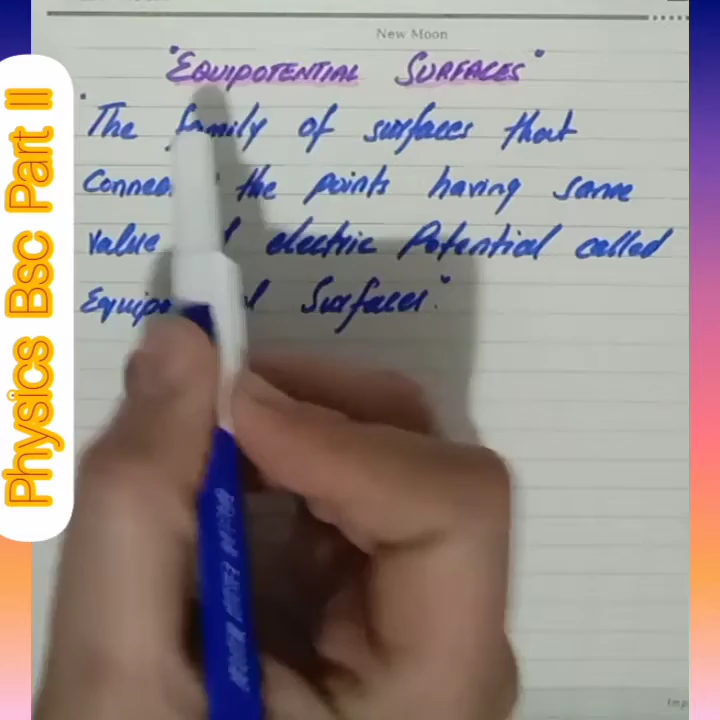 New Moon
"EQUIPOTENTIAL SURFACES"
"The family of surfaces that
the points having same
value electric Potential called
Surfaces"
Physics Bsc Part II